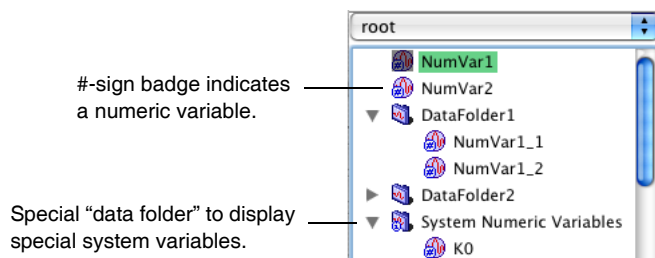 root
NumVar1
#-sign badge indicates
a numeric variable.
NumVar2
DataFolder1
NumVar1_1
NumVar1_2
DataFolder2
Special “data folder” to display
special system variables.
System Numeric Variables
K0